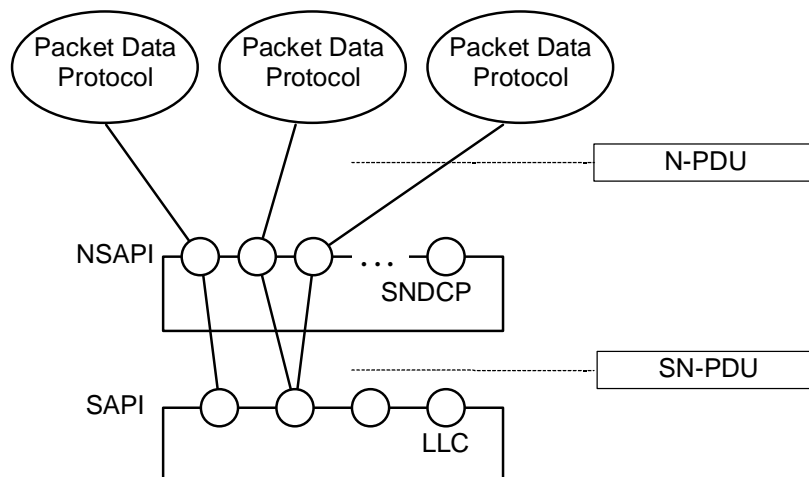 Packet Data
Protocol
Packet Data
Protocol
Packet Data
Protocol
N-PDU
NSAPI
. . .
SNDCP
SN-PDU
SAPI
LLC